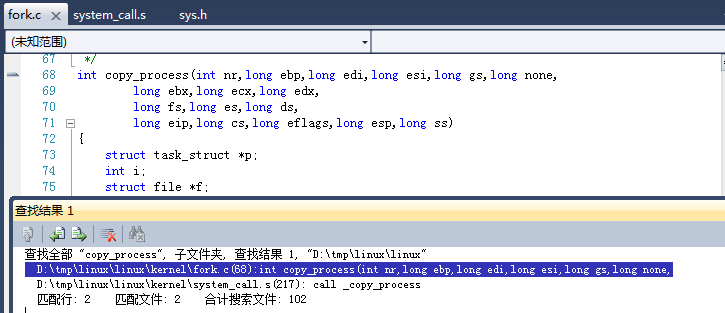 fork.c system_call.s sys.h
(未知范围)
67 */
68 int copy_process(int nr,long ebp,long edi,long esi,long gs,long none,
69 long ebx,long ecx,long edx,
70 long fs,long es,long ds,
71 long eip,long cs,long eflags,long esp,long ss)
72 {
73 struct task_struct *p;
74 int i;
75 struct file *f;
查找结果 1
查找全部 "copy_process", 子文件夹, 查找结果 1, "D:\tmp\linux\linux"
D:\tmp\linux\linux\kernel\fork.c(68):int copy_process(int nr,long ebp,long edi,long esi,long gs,long none,
D:\tmp\linux\linux\kernel\system_call.s(217): call _copy_process
匹配行: 2 匹配文件: 2 合计搜索文件: 102